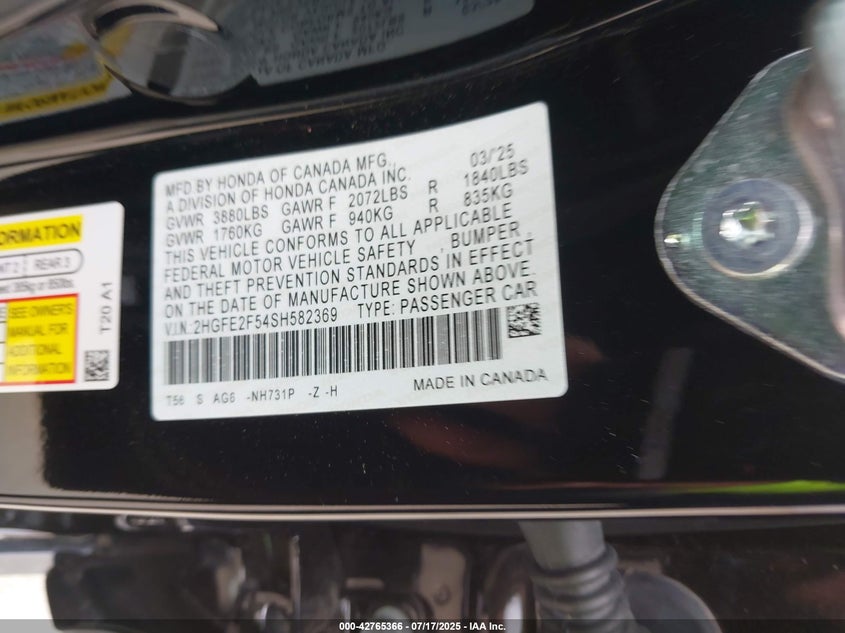 MFD BY HONDA OF CANADA MFG. 03/'25
A DIVISION OF HONDA CANADA INC.
GVWR 3880LBS GAWR F 2072LBS R 1840LBS
GVWR 1760KG GAWR F 940KG R 835KG
THIS VEHICLE CONFORMS TO ALL APPLICABLE
FEDERAL MOTOR VEHICLE SAFETY , BUMPER,
AND THEFT PREVENTION STANDARDS IN EFFECT
ON THE DATE OF MANUFACTURE SHOWN ABOVE.
V.I.N: 2HGFE2F54SH582369 TYPE: PASSENGER CAR
T56 S AG6 -NH731P -Z -H MADE IN CANADA
ORMATION
NT 2 REAR 3
SEE OWNER'S
MANUAL FOR
ADDITIONAL
INFORMATION
T20 A1
000-42765366 - 07/17/2025 - IAA Inc.